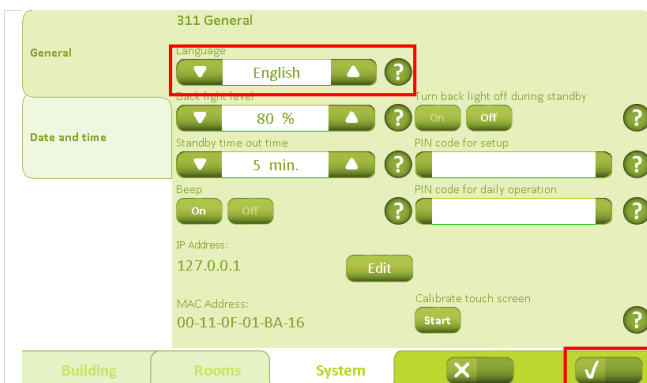 311 General
General
Date and time
Language
English
?
Back light level
80 %
?
Turn back light off during standby
On Off
?
Standby time out time
5 min.
?
PIN code for setup
?
Beep
On Off
?
PIN code for daily operation
?
IP Address:
127.0.0.1
Edit
MAC Address:
00-11-0F-01-BA-16
Calibrate touch screen
Start
?
Building Rooms System